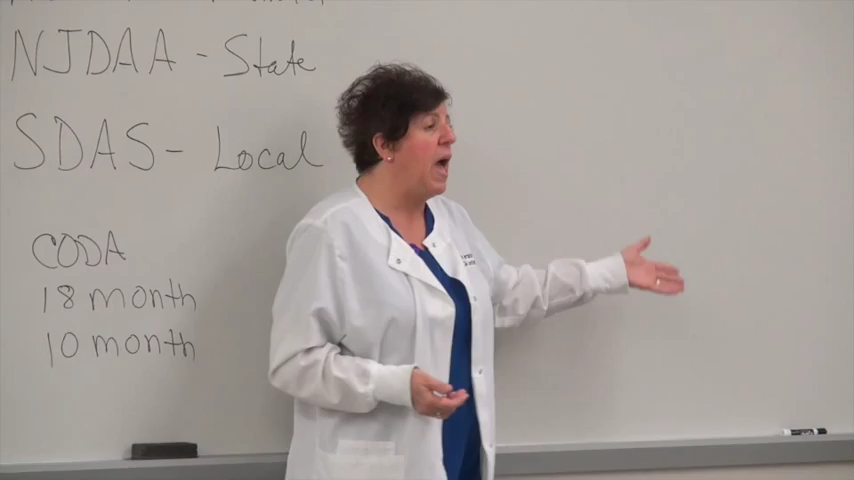 NJDAA - State
SDAS - Local
CODA
18 month
10 month